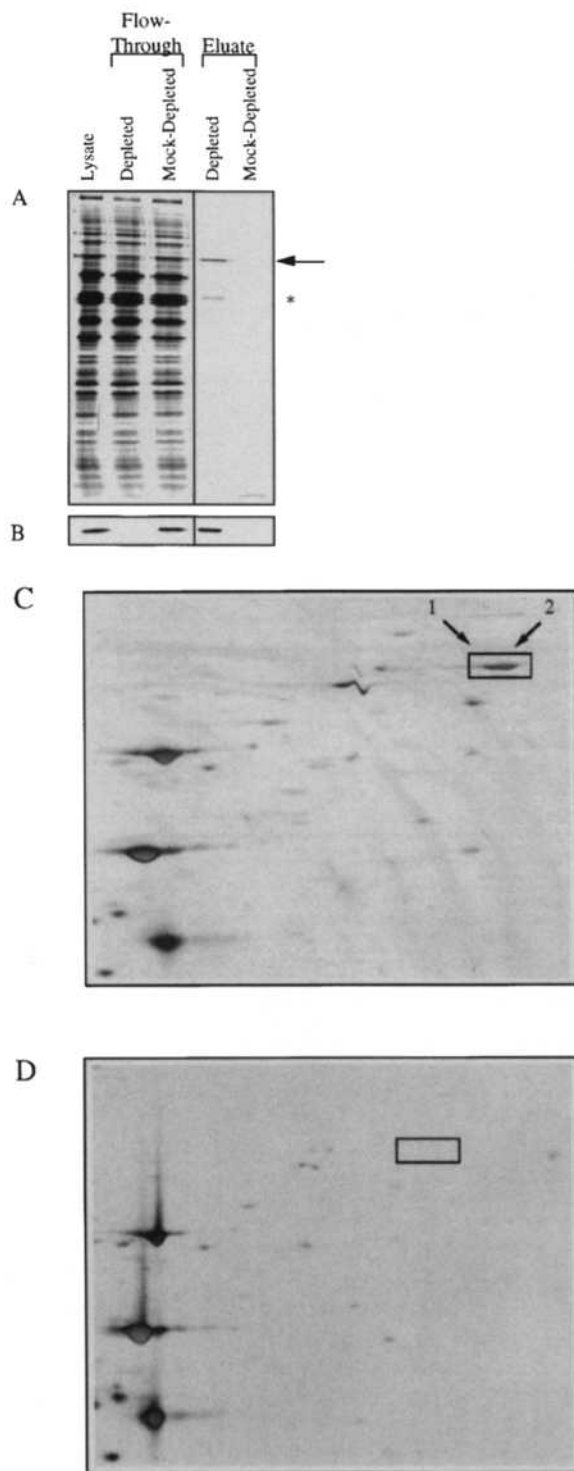 Flow-
Through
Eluate
Lysate
Depleted
Mock-Depleted
Depleted
Mock-Depleted
A
*
B
C
1
2
D